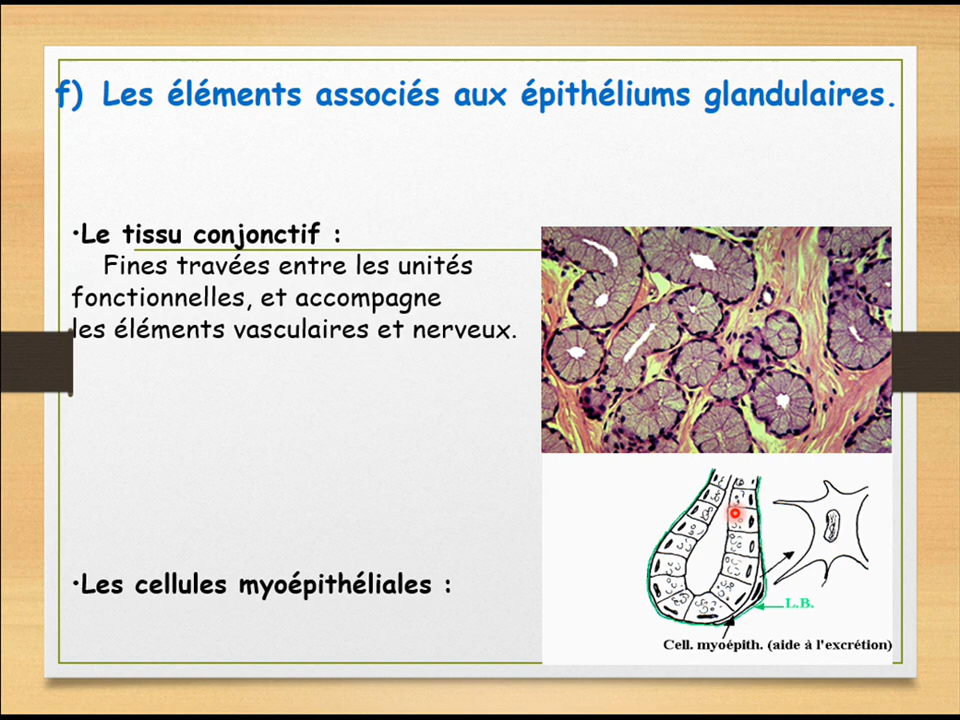 f) Les éléments associés aux épithéliums glandulaires.
•Le tissu conjonctif :
Fines travées entre les unités
fonctionnelles, et accompagne
les éléments vasculaires et nerveux.
•Les cellules myoépithéliales :
L.B.
Cell. myoépith. (aide à l'excrétion)